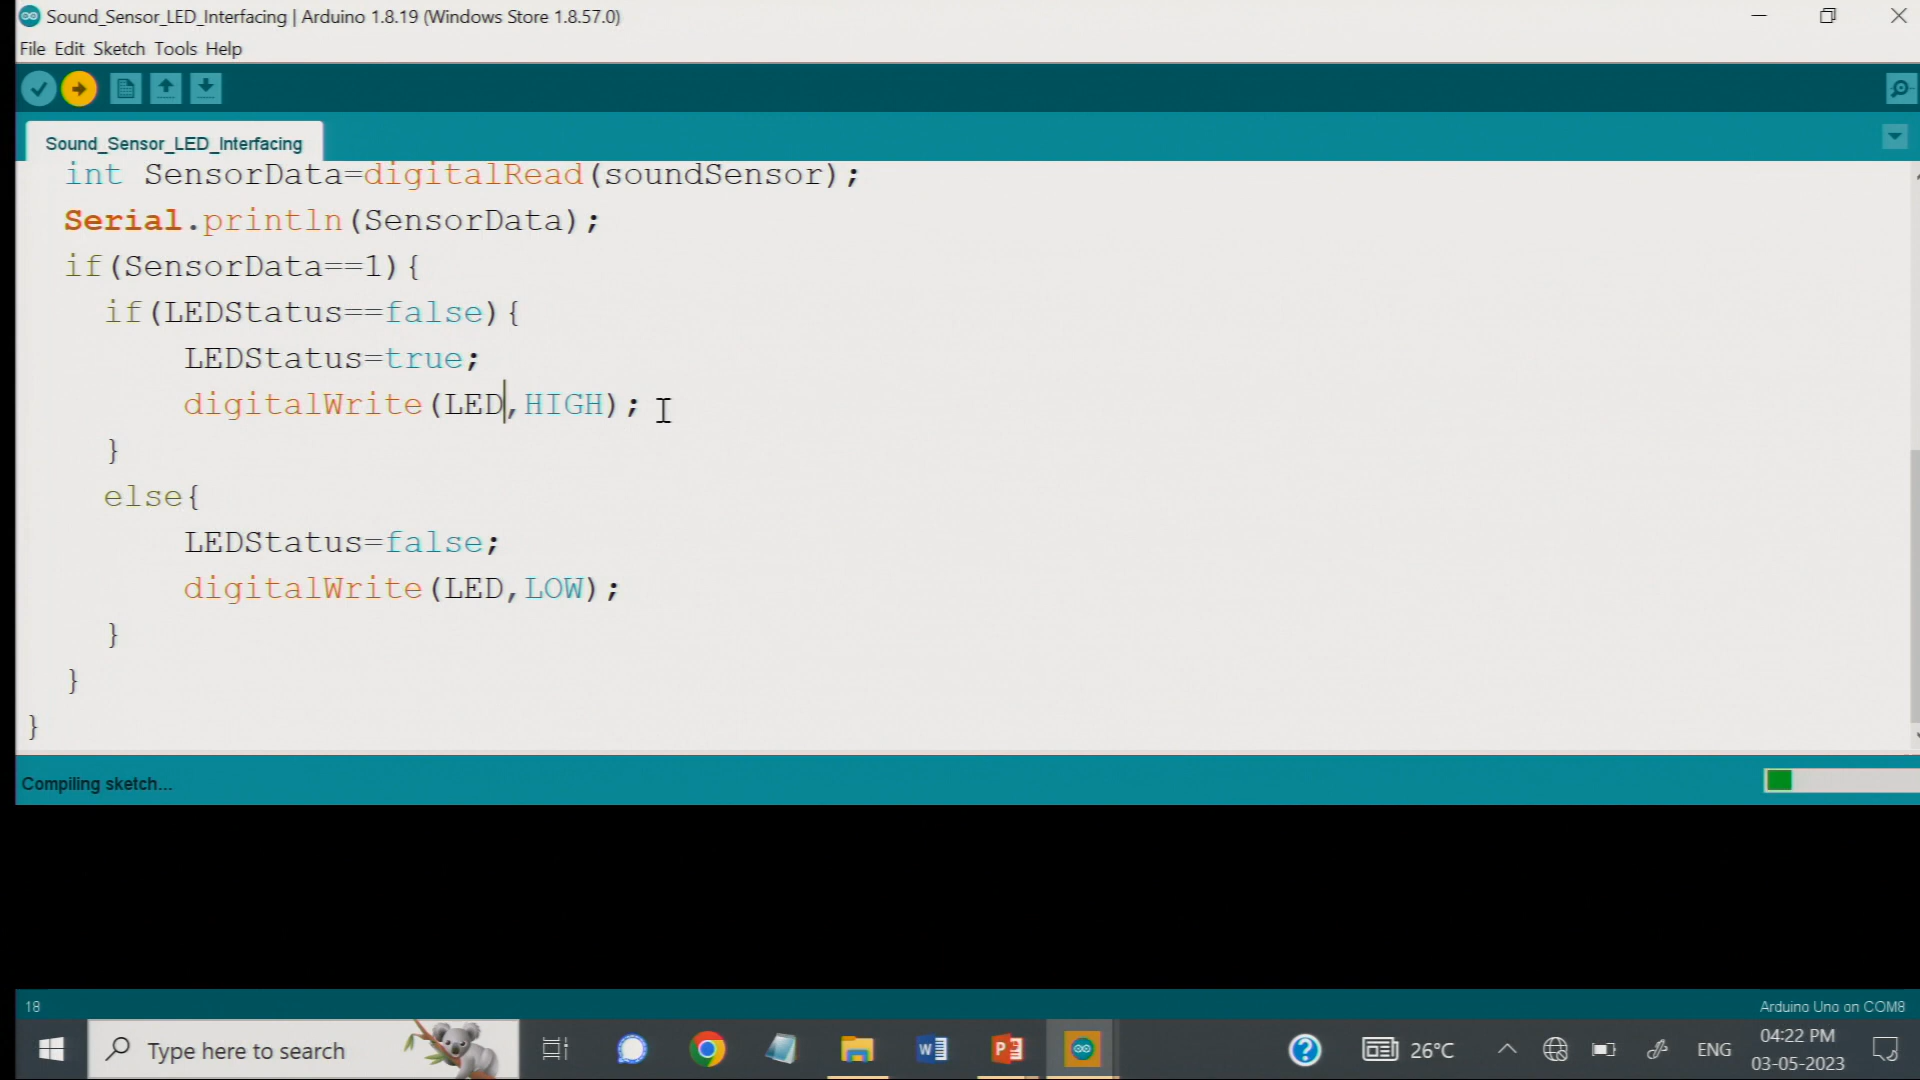 Sound_Sensor_LED_Interfacing | Arduino 1.8.19 (Windows Store 1.8.57.0)
File Edit Sketch Tools Help
Sound_Sensor_LED_Interfacing
int SensorData=digitalRead(soundSensor);
Serial.println(SensorData);
if(SensorData==1){
if(LEDStatus==false){
LEDStatus=true;
digitalWrite(LED,HIGH);
}
else{
LEDStatus=false;
digitalWrite(LED,LOW);
}
}
}
Compiling sketch...
18
Arduino Uno on COM8
Type here to search
26°C
ENG
04:22 PM
03-05-2023